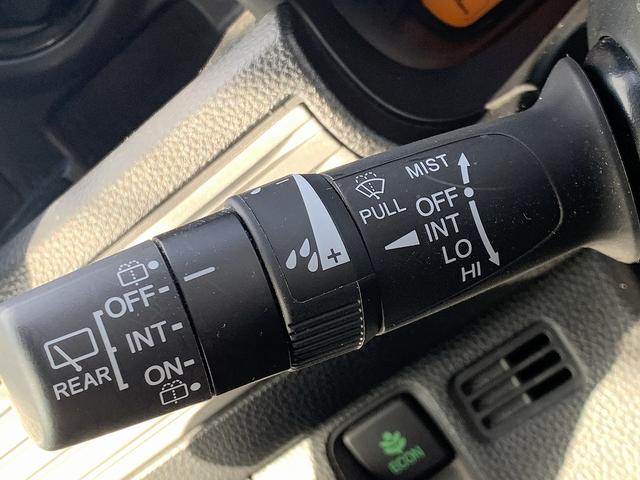 MIST
PULL OFF
INT
LO
HI
- 
+
OFF-
INT-
ON-
REAR
ECON